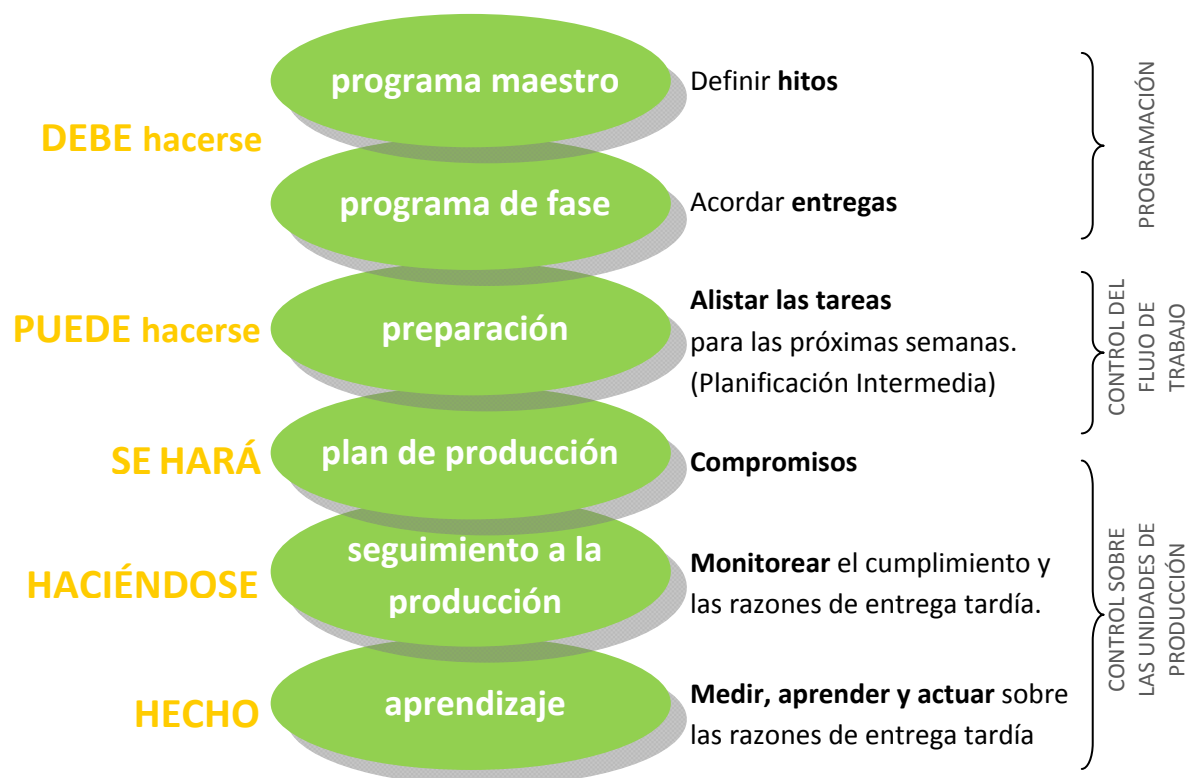 programa maestro
Definir hitos
DEBE hacerse
programa de fase
Acordar entregas
PROGRAMACIÓN
PUEDE hacerse
preparación
Alistar las tareas
para las próximas semanas.
(Planificación Intermedia)
CONTROL DEL
FLUJO DE
TRABAJO
SE HARÁ
plan de producción
Compromisos
HACIÉNDOSE
seguimiento a la
producción
Monitorear el cumplimiento y
las razones de entrega tardía.
HECHO
aprendizaje
Medir, aprender y actuar sobre
las razones de entrega tardía
CONTROL SOBRE
LAS UNIDADES DE
PRODUCCIÓN